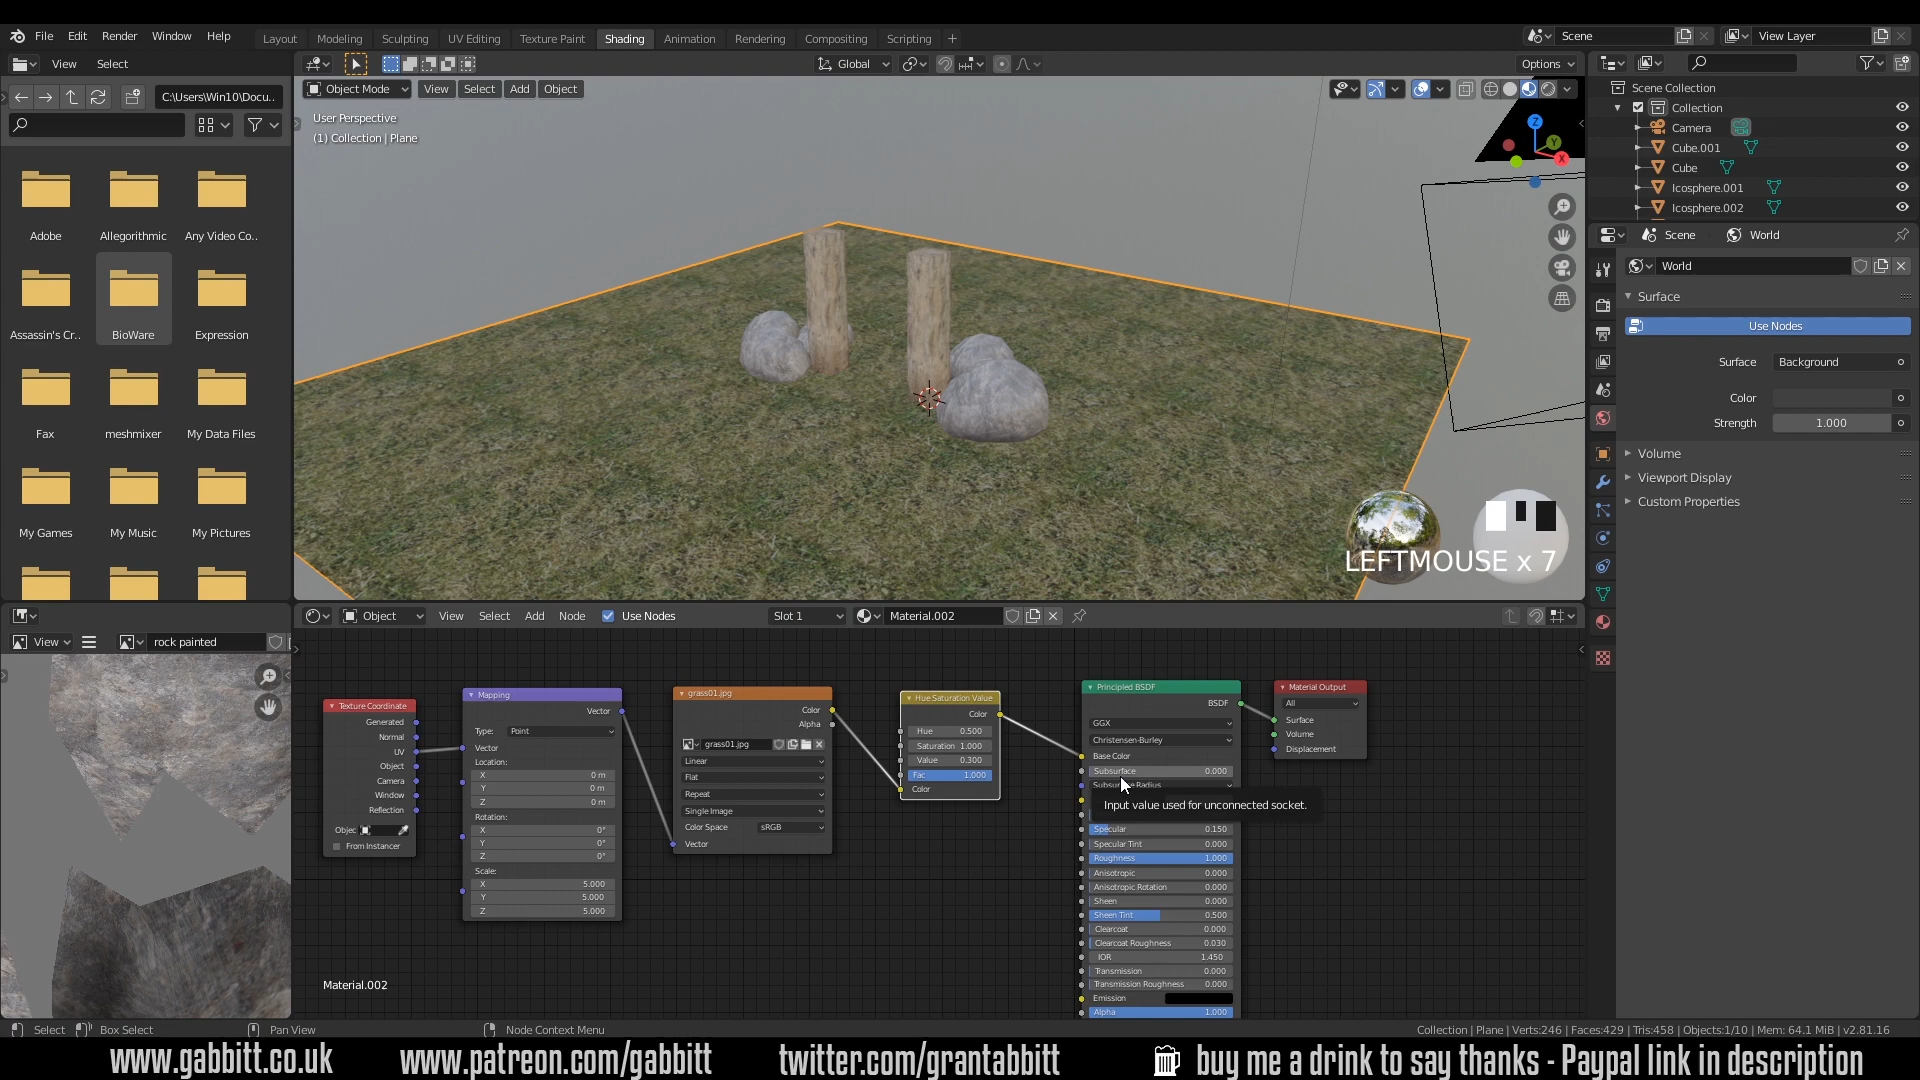 File Edit Render Window Help
Layout Modeling Sculpting UV Editing Texture Paint Shading Animation Rendering Compositing Scripting +
Scene View Layer
View Select
Global
Options
C:\Users\Win10\Docu..
Object Mode View Select Add Object
User Perspective
(1) Collection | Plane
Z
Y
X
Adobe Allegorithmic Any Video Co..
Assassin's Cr.. BioWare Expression
Fax meshmixer My Data Files
My Games My Music My Pictures
LEFTMOUSE x 7
Scene Collection
Collection
Camera
Cube.001
Cube
Icosphere.001
Icosphere.002
Scene World
World
Surface
Use Nodes
Surface Background
Color
Strength 1.000
Volume
Viewport Display
Custom Properties
View rock painted
Object View Select Add Node Use Nodes Slot 1 Material.002
Texture Coordinate
Generated
Normal
UV
Object
Camera
Window
Reflection
Objec
From Instancer
Mapping
Vector
Type: Point
Vector
Location:
X 0 m
Y 0 m
Z 0 m
Rotation:
X 0°
Y 0°
Z 0°
Scale:
X 5.000
Y 5.000
Z 5.000
grass01.jpg
Color
Alpha
grass01.jpg
Linear
Flat
Repeat
Single Image
Color Space sRGB
Vector
Hue Saturation Value
Color
Hue 0.500
Saturation 1.000
Value 0.300
Fac 1.000
Color
Principled BSDF
BSDF
GGX
Christensen-Burley
Base Color
Subsurface 0.000
Subsurface Radius
Input value used for unconnected socket.
Specular 0.150
Specular Tint 0.000
Roughness 1.000
Anisotropic 0.000
Anisotropic Rotation 0.000
Sheen 0.000
Sheen Tint 0.500
Clearcoat 0.000
Clearcoat Roughness 0.030
IOR 1.450
Transmission 0.000
Transmission Roughness 0.000
Emission
Alpha 1.000
Material Output
All
Surface
Volume
Displacement
Material.002
Select Box Select Pan View Node Context Menu
Collection | Plane | Verts:246 | Faces:429 | Tris:458 | Objects:1/10 | Mem: 64.1 MiB | v2.81.16
www.gabbitt.co.uk www.patreon.com/gabbitt twitter.com/grantabbitt buy me a drink to say thanks - Paypal link in description